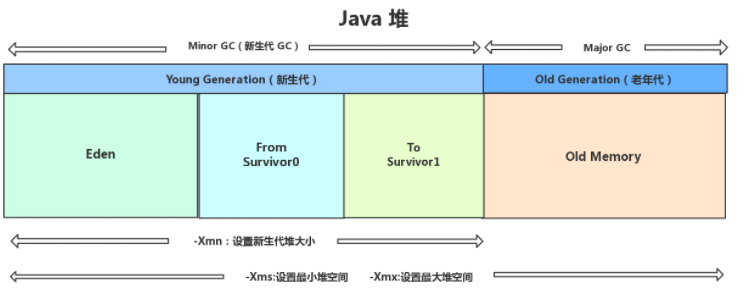 Java 堆
Minor GC（新生代 GC）
Major GC
Young Generation（新生代）
Old Generation（老年代）
Eden
From
Survivor0
To
Survivor1
Old Memory
-Xmn：设置新生代堆大小
-Xms:设置最小堆空间
-Xmx:设置最大堆空间